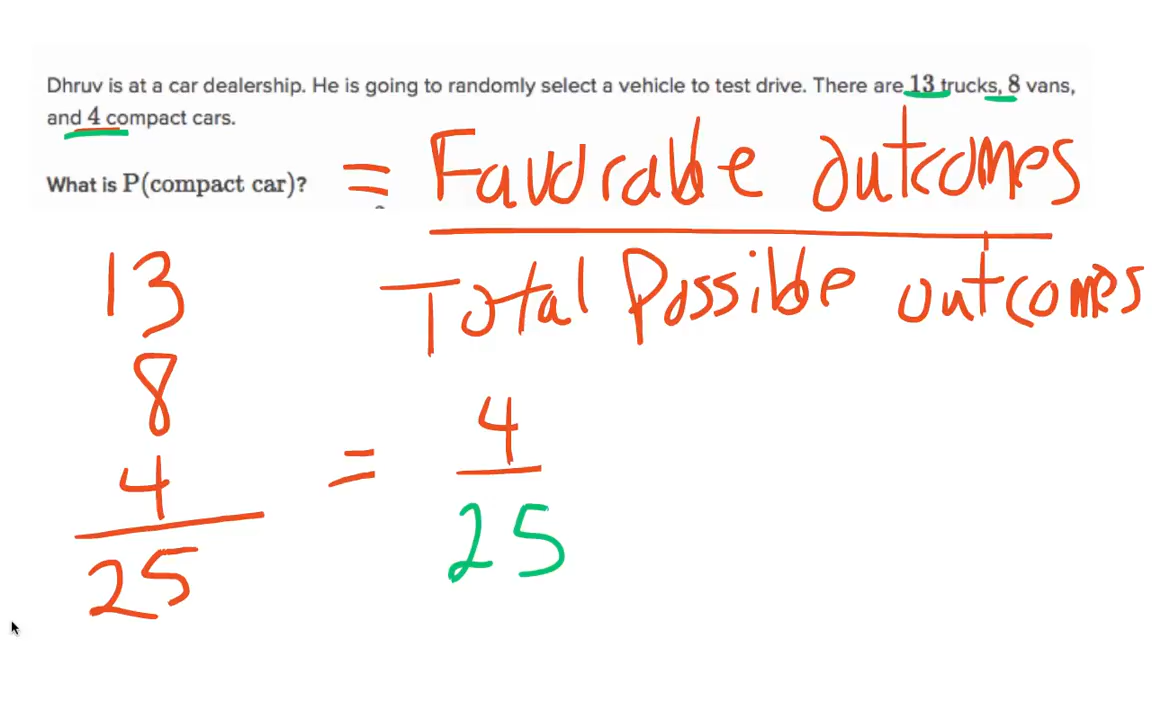 Dhruv is at a car dealership. He is going to randomly select a vehicle to test drive. There are 13 trucks, 8 vans,
and 4 compact cars.
What is P(compact car)? = Favorable outcomes
Total Possible outcomes
13
8
4
25
= 4
25